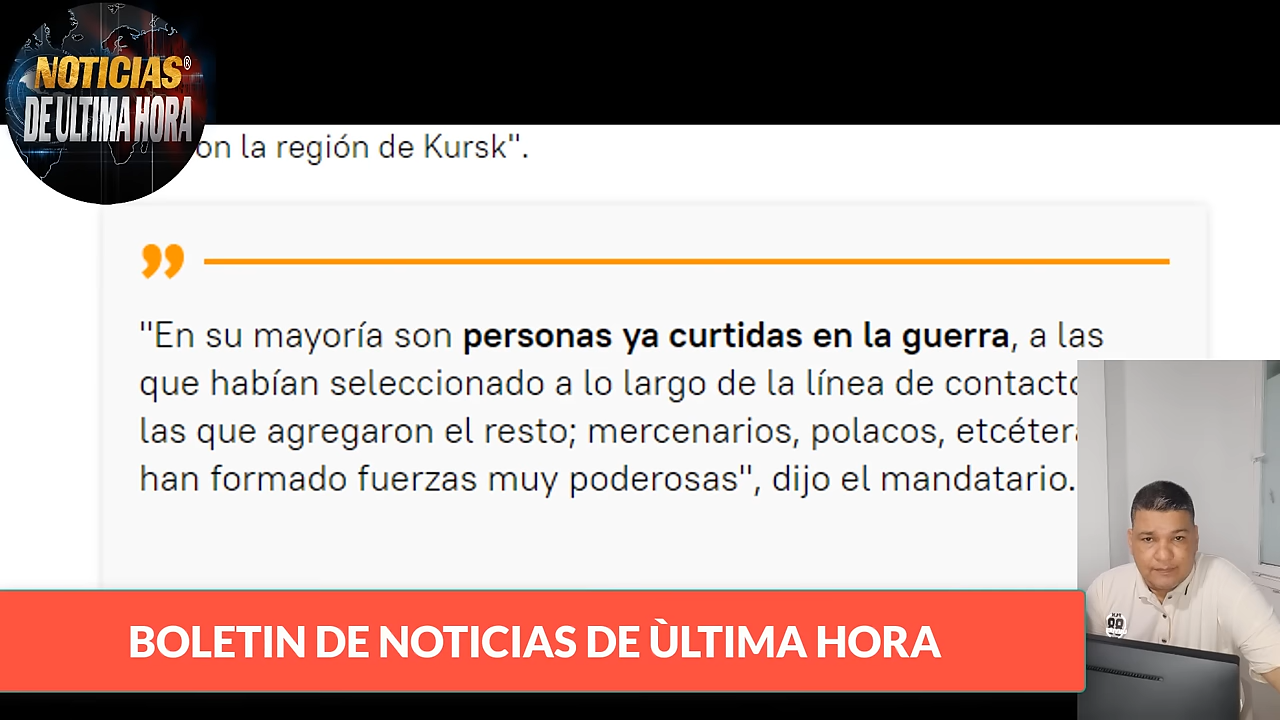 NOTICIAS®
DE ULTIMA HORA
on la región de Kursk".
"En su mayoría son personas ya curtidas en la guerra, a las
que habían seleccionado a lo largo de la línea de contacto
las que agregaron el resto; mercenarios, polacos, etcétera
han formado fuerzas muy poderosas", dijo el mandatario.
BOLETIN DE NOTICIAS DE ÙLTIMA HORA